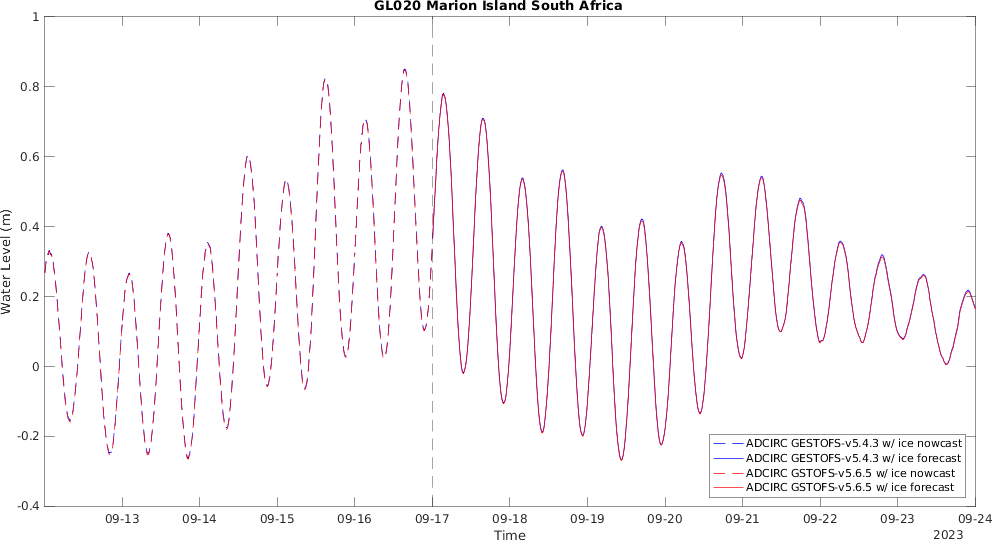 GL020 Marion Island South Africa
1
0.8
0.6
0.4
0.2
0
-0.2
-0.4
Water Level (m)
09-13 09-14 09-15 09-16 09-17 09-18 09-19 09-20 09-21 09-22 09-23 09-24
Time
2023
ADCIRC GESTOFS-v5.4.3 w/ ice nowcast
ADCIRC GESTOFS-v5.4.3 w/ ice forecast
ADCIRC GSTOFS-v5.6.5 w/ ice nowcast
ADCIRC GSTOFS-v5.6.5 w/ ice forecast